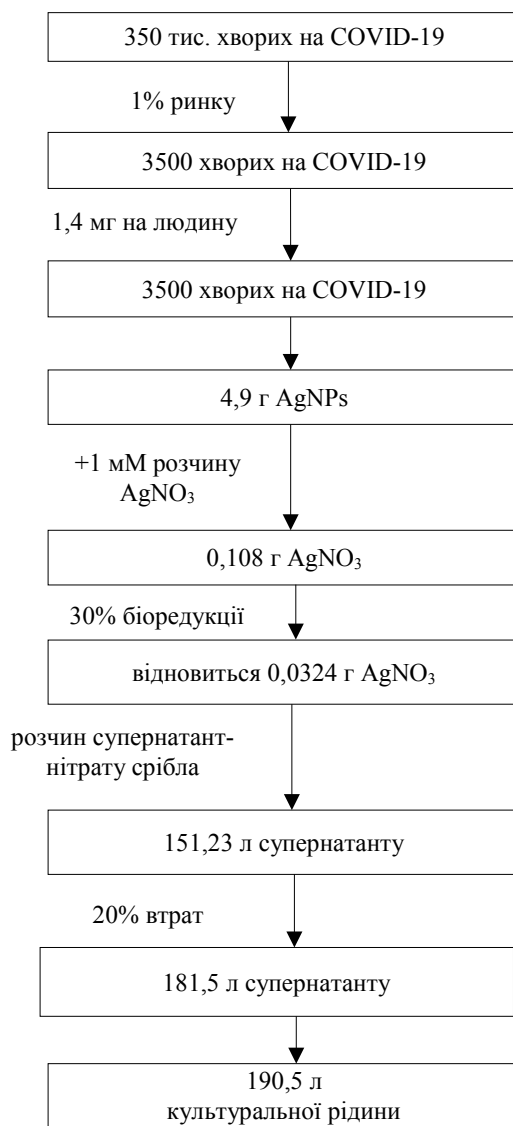 350 тис. хворих на COVID-19
1% ринку
3500 хворих на COVID-19
1,4 мг на людину
3500 хворих на COVID-19
4,9 г AgNPs
+1 мМ розчину
AgNO₃
0,108 г AgNO₃
30% біоредукції
відновиться 0,0324 г AgNO₃
розчин супернатант-
нітрату срібла
151,23 л супернатанту
20% втрат
181,5 л супернатанту
190,5 л
культуральної рідини